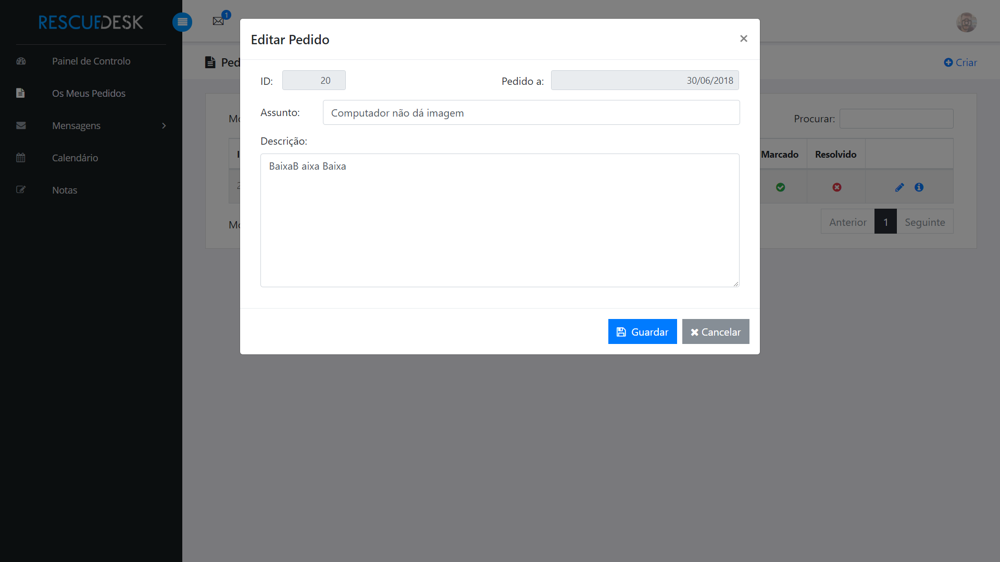 RESCUEDESK
1
Painel de Controlo
Os Meus Pedidos
Mensagens
Calendário
Notas
Criar
Procurar:
Marcado Resolvido
Anterior 1 Seguinte
Editar Pedido
ID: 20 Pedido a: 30/06/2018
Assunto: Computador não dá imagem
Descrição:
BaixaB aixa Baixa
Guardar Cancelar